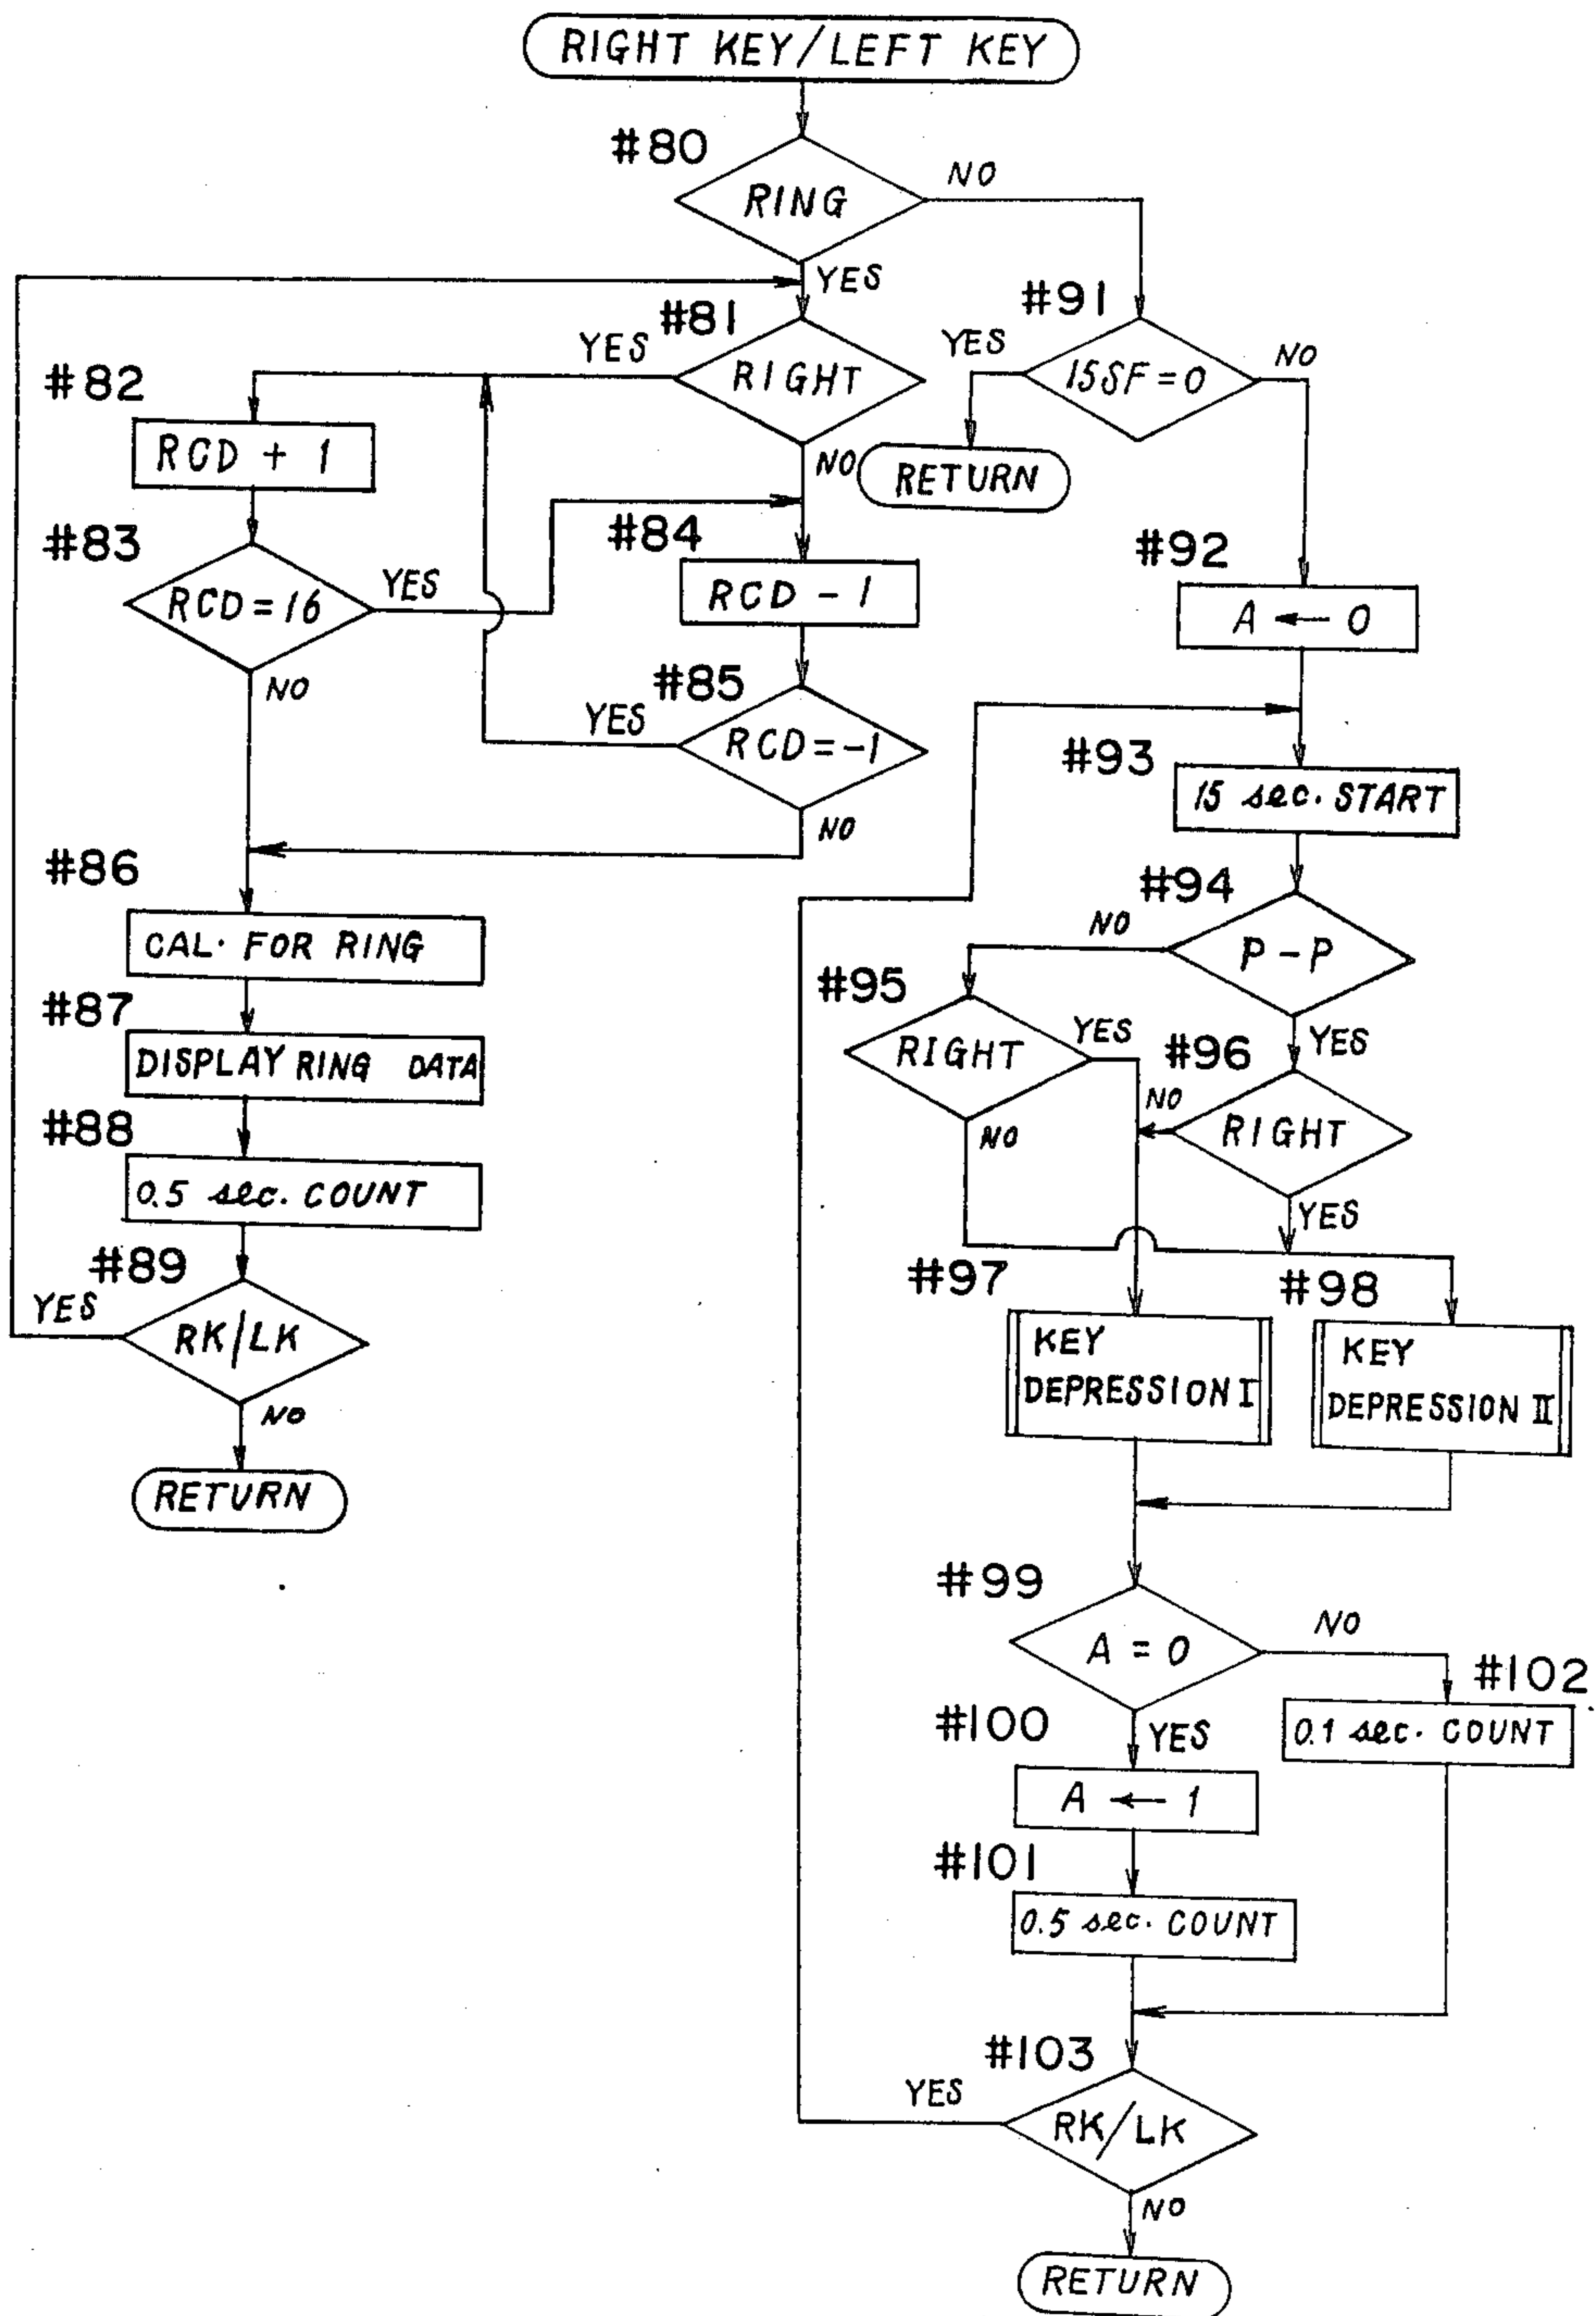 RIGHT KEY/LEFT KEY
#80
RING
NO
YES
#81
RIGHT
YES
NO
#91
15SF=0
YES
NO
RETURN
#82
RCD + 1
#83
RCD=16
YES
NO
#84
RCD - 1
#85
RCD=-1
YES
NO
#86
CAL. FOR RING
#87
DISPLAY RING DATA
#88
0.5 sec. COUNT
#89
RK/LK
YES
NO
RETURN
#92
A ← 0
#93
15 sec. START
#94
P-P
NO
YES
#95
RIGHT
YES
NO
#96
RIGHT
NO
YES
#97
KEY
DEPRESSION I
#98
KEY
DEPRESSION II
#99
A = 0
NO
YES
#100
A ← 1
#101
0.5 sec. COUNT
#102
0.1 sec. COUNT
#103
RK/LK
YES
NO
RETURN